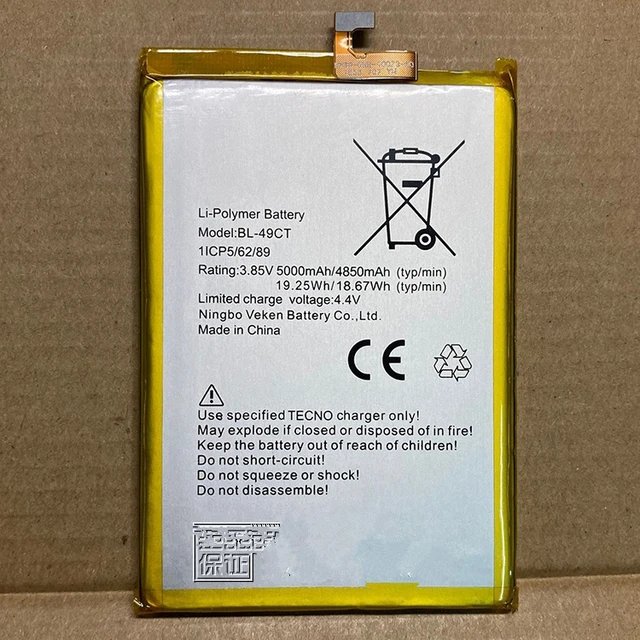 Li-Polymer Battery
Model:BL-49CT
1ICP5/62/89
Rating:3.85V 5000mAh/4850mAh (typ/min)
19.25Wh/18.67Wh (typ/min)
Limited charge voltage:4.4V
Ningbo Veken Battery Co.,Ltd.
Made in China
CE
Use specified TECNO charger only!
May explode if closed or disposed of in fire!
Keep the battery out of reach of children!
Do not short-circuit!
Do not squeeze or shock!
Do not disassemble!
保证